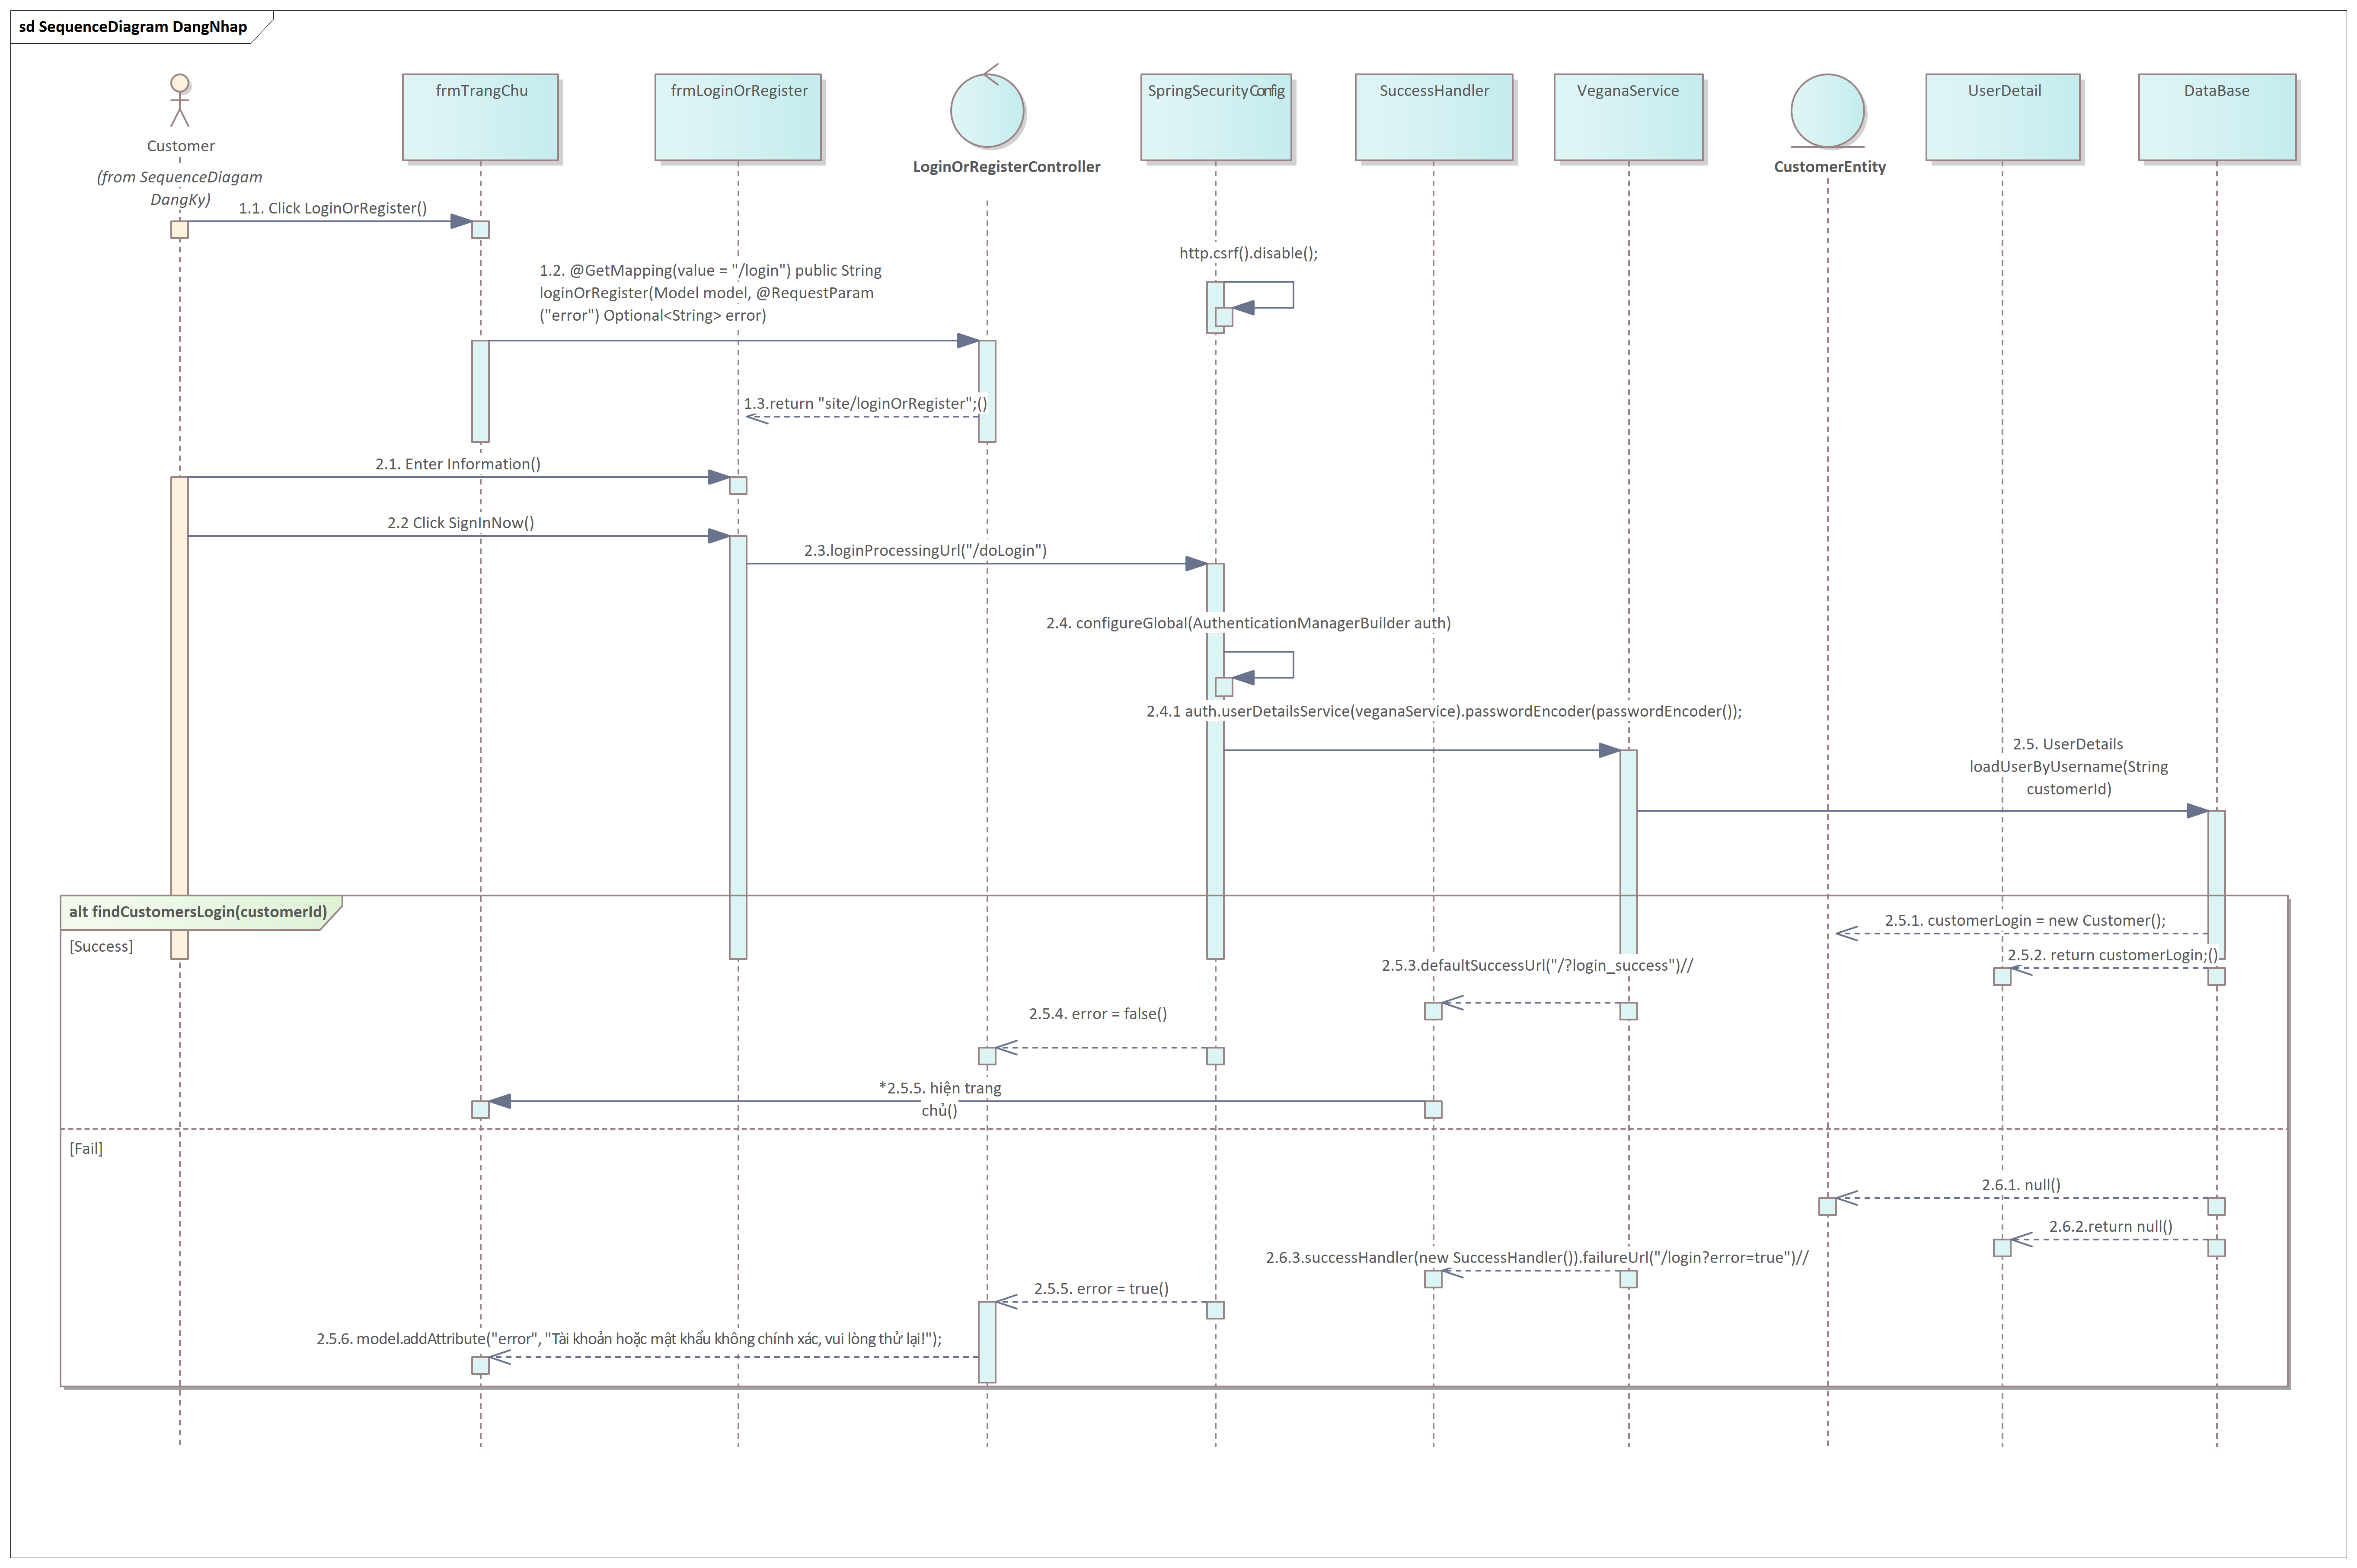 sd SequenceDiagram DangNhap
Customer
(from SequenceDiagam
DangKy)
frmTrangChu
frmLoginOrRegister
LoginOrRegisterController
SpringSecurityConfig
SuccessHandler
VeganaService
CustomerEntity
UserDetail
DataBase
1.1. Click LoginOrRegister()
http.csrf().disable();
1.2. @GetMapping(value = "/login") public String
loginOrRegister(Model model, @RequestParam
("error") Optional<String> error)
1.3.return "site/loginOrRegister";()
2.1. Enter Information()
2.2 Click SignInNow()
2.3.loginProcessingUrl("/doLogin")
2.4. configureGlobal(AuthenticationManagerBuilder auth)
2.4.1 auth.userDetailsService(veganaService).passwordEncoder(passwordEncoder());
2.5. UserDetails
loadUserByUsername(String
customerId)
alt findCustomersLogin(customerId)
[Success]
2.5.1. customerLogin = new Customer();
2.5.2. return customerLogin;()
2.5.3.defaultSuccessUrl("/?login_success")//
2.5.4. error = false()
*2.5.5. hiện trang
chủ()
[Fail]
2.6.1. null()
2.6.2.return null()
2.6.3.successHandler(new SuccessHandler()).failureUrl("/login?error=true")//
2.5.5. error = true()
2.5.6. model.addAttribute("error", "Tài khoản hoặc mật khẩu không chính xác, vui lòng thử lại!");